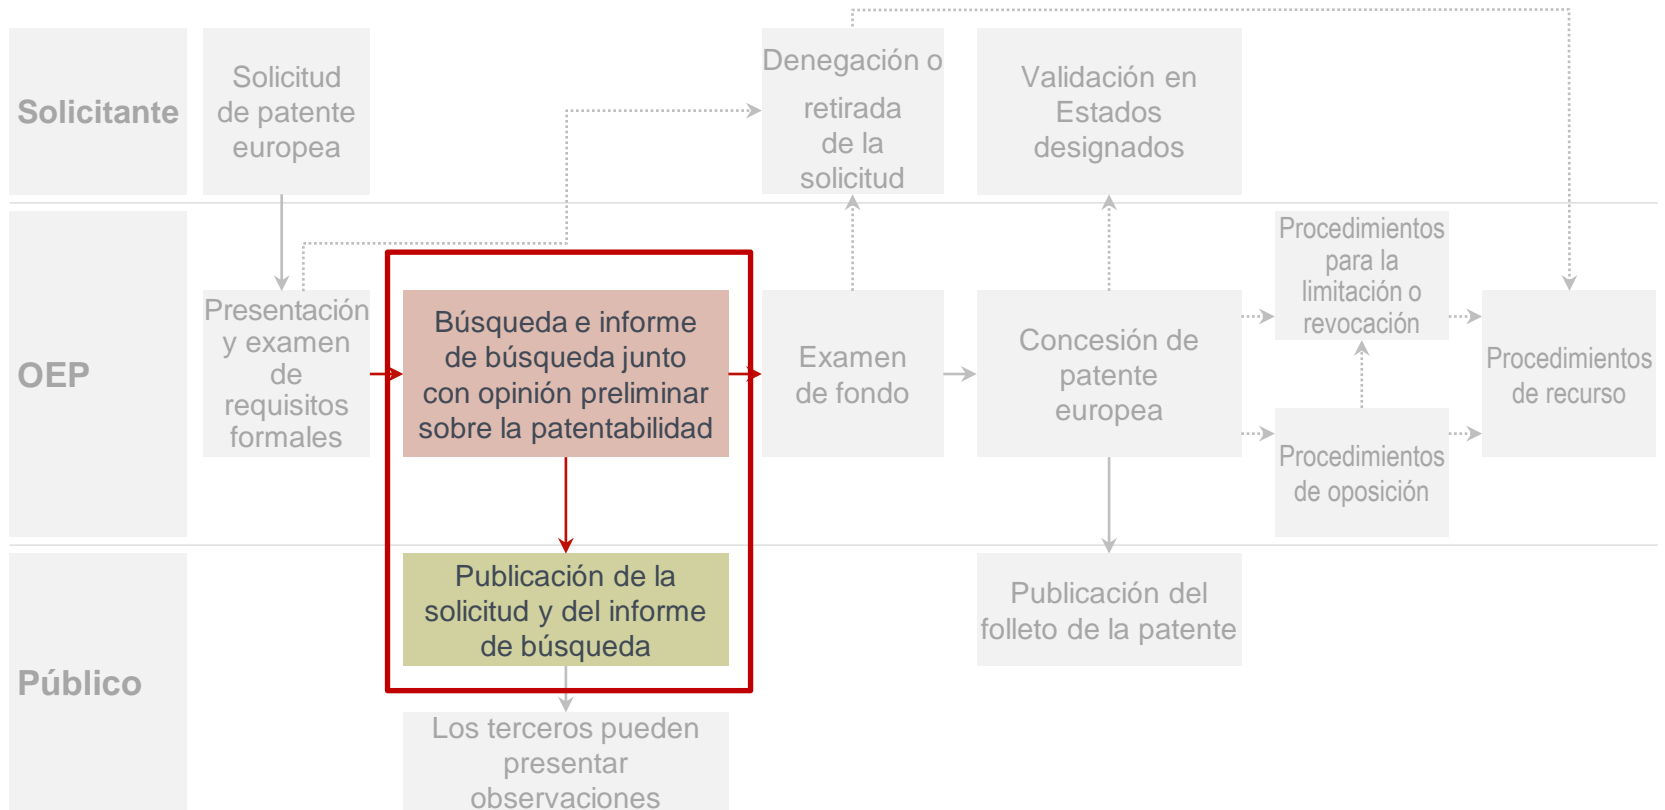 Solicitante
Solicitud
de patente
europea
Denegación o
retirada
de la
solicitud
Validación en
Estados
designados
OEP
Presentación
y examen
de
requisitos
formales
Búsqueda e informe
de búsqueda junto
con opinión preliminar
sobre la patentabilidad
Examen
de fondo
Concesión de
patente
europea
Procedimientos
para la
limitación o
revocación
Procedimientos
de oposición
Procedimientos
de recurso
Público
Publicación de la
solicitud y del informe
de búsqueda
Los terceros pueden
presentar
observaciones
Publicación del
folleto de la patente